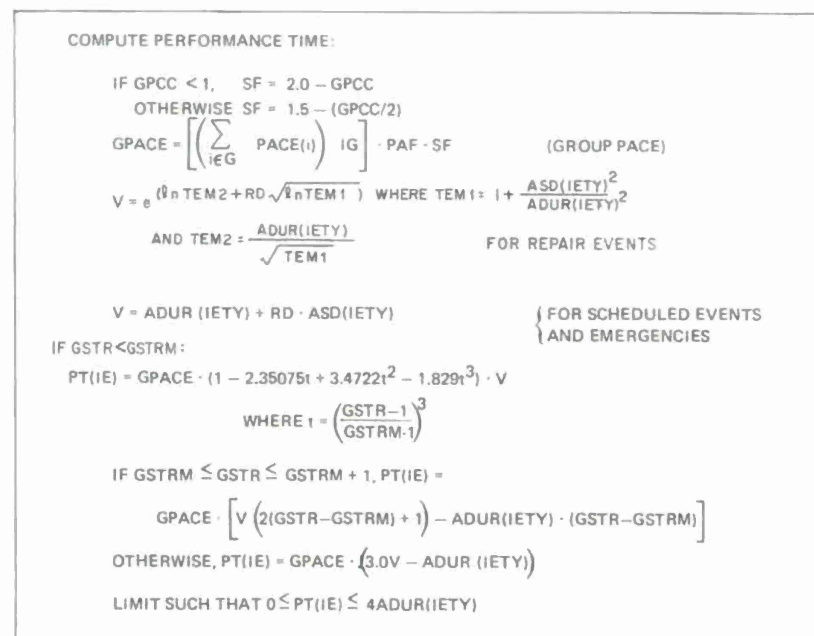 COMPUTE PERFORMANCE TIME:
IF GPCC < 1, SF = 2.0 – GPCC
OTHERWISE SF = 1.5 – (GPCC/2)
GPACE = [(∑ i∈G PACE(i)) IG] · PAF · SF (GROUP PACE)
V = e^(ℓn TEM2 + RD √ℓnTEM1) WHERE TEM1 = 1 + ASD(IETY)² / ADUR(IETY)²
AND TEM2 = ADUR(IETY) / √TEM1 FOR REPAIR EVENTS
V = ADUR (IETY) + RD · ASD(IETY) { FOR SCHEDULED EVENTS
{ AND EMERGENCIES
IF GSTR<GSTRM:
PT(IE) = GPACE · (1 – 2.35075t + 3.4722t² – 1.829t³) · V
WHERE t = ((GSTR–1) / (GSTRM-1))³
IF GSTRM ≤ GSTR ≤ GSTRM + 1, PT(IE) =
GPACE · [V (2(GSTR–GSTRM) + 1) – ADUR(IETY) · (GSTR–GSTRM)]
OTHERWISE, PT(IE) = GPACE · (3.0V – ADUR (IETY))
LIMIT SUCH THAT 0 ≤ PT(IE) ≤ 4ADUR(IETY)